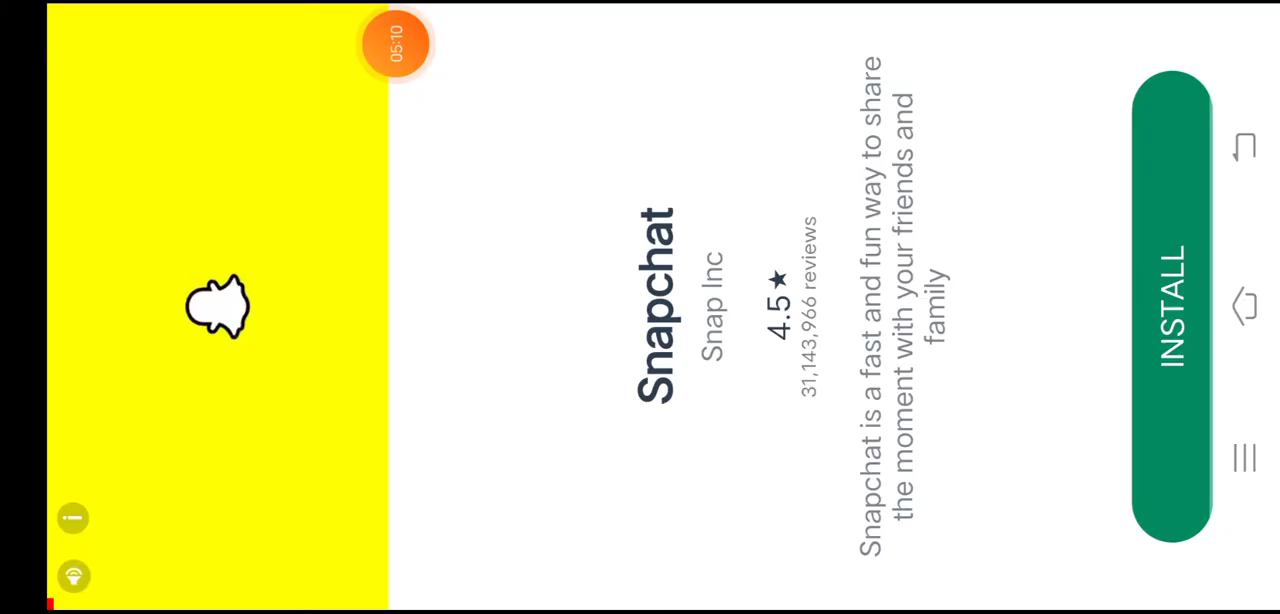 05:10
Snapchat
Snap Inc
4.5★
31,143,966 reviews
Snapchat is a fast and fun way to share
the moment with your friends and
family
INSTALL